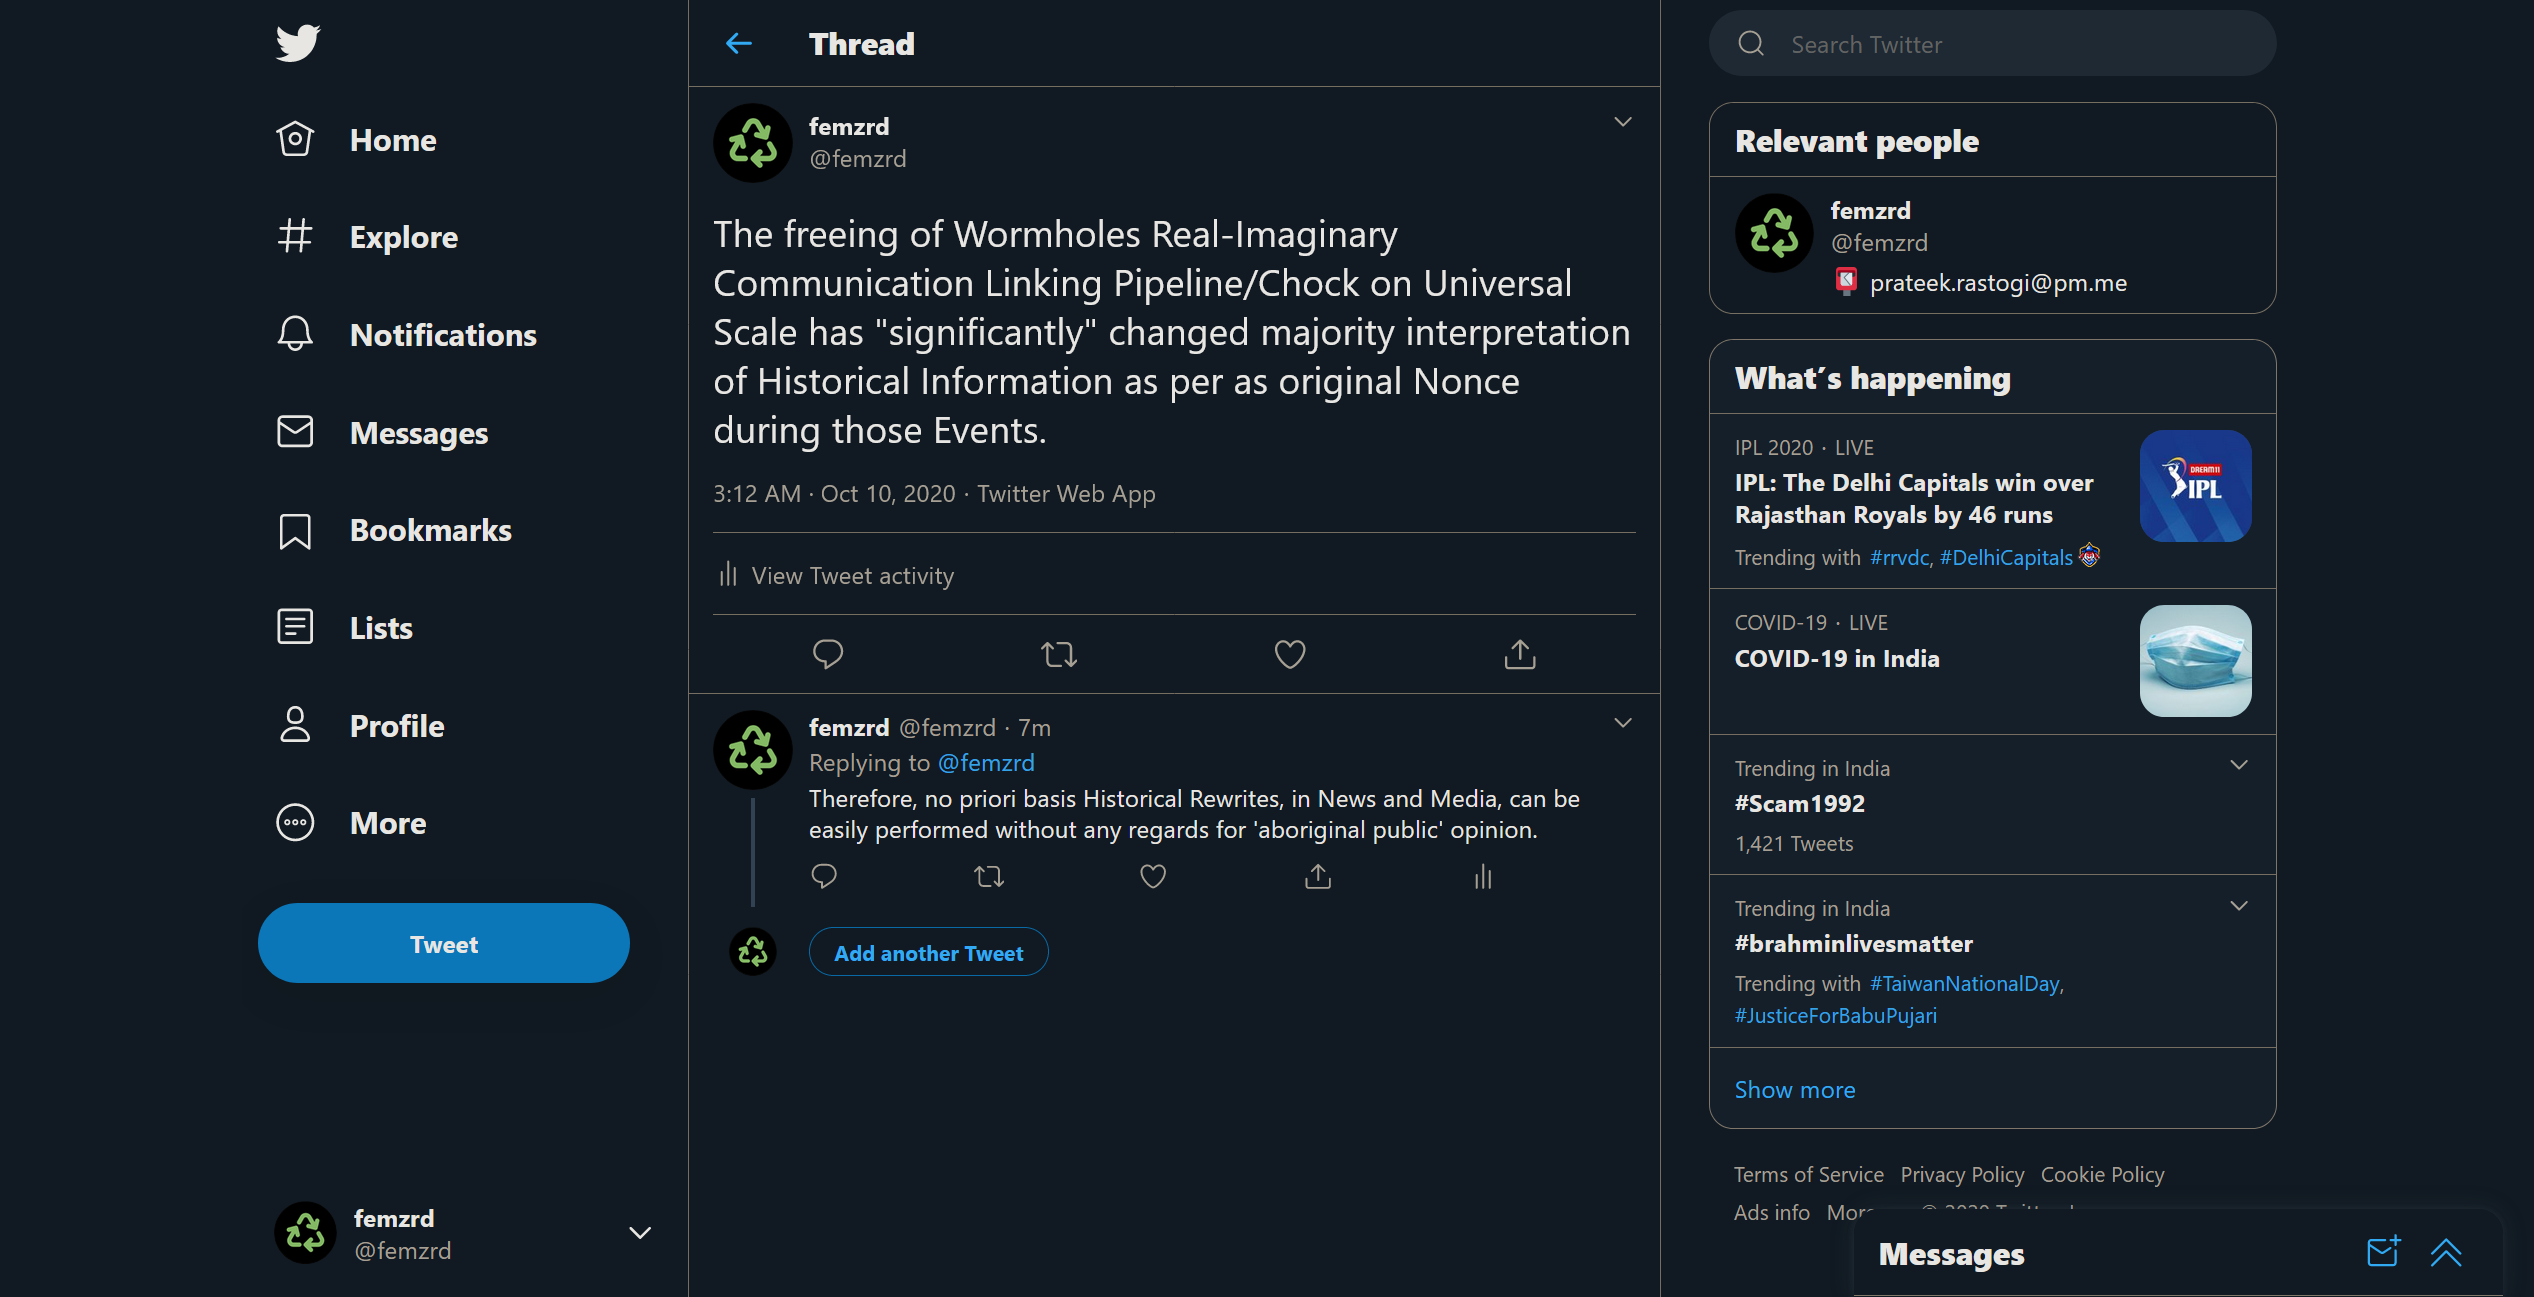 Home
Explore
Notifications
Messages
Bookmarks
Lists
Profile
More
Tweet
femzrd
@femzrd
Thread
femzrd
@femzrd
The freeing of Wormholes Real-Imaginary
Communication Linking Pipeline/Chock on Universal
Scale has "significantly" changed majority interpretation
of Historical Information as per as original Nonce
during those Events.
3:12 AM · Oct 10, 2020 · Twitter Web App
View Tweet activity
femzrd @femzrd · 7m
Replying to @femzrd
Therefore, no priori basis Historical Rewrites, in News and Media, can be
easily performed without any regards for 'aboriginal public' opinion.
Add another Tweet
Search Twitter
Relevant people
femzrd
@femzrd
prateek.rastogi@pm.me
What's happening
IPL 2020 · LIVE
IPL: The Delhi Capitals win over
Rajasthan Royals by 46 runs
Trending with #rrvdc, #DelhiCapitals
DREAM11
IPL
COVID-19 · LIVE
COVID-19 in India
Trending in India
#Scam1992
1,421 Tweets
Trending in India
#brahminlivesmatter
Trending with #TaiwanNationalDay,
#JusticeForBabuPujari
Show more
Terms of Service Privacy Policy Cookie Policy
Ads info More
Messages